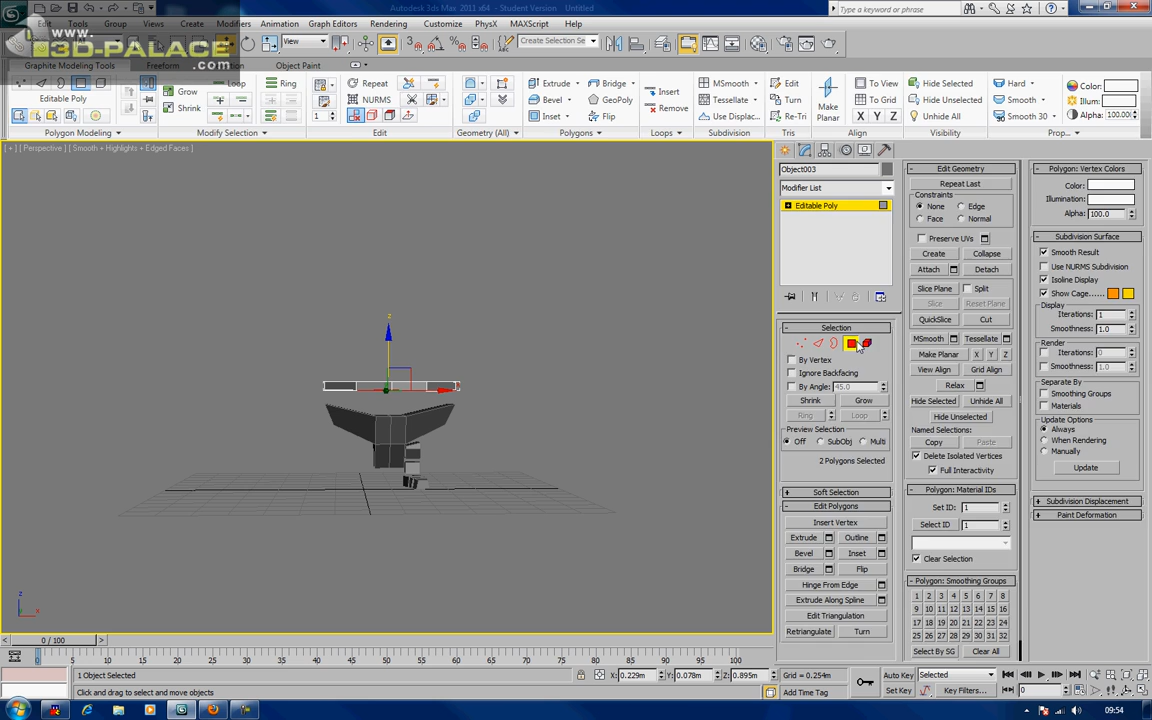 Autodesk 3ds Max 2011 x64 - Student Version    Untitled
Type a keyword or phrase
Edit Tools Group Views Create Modifiers Animation Graph Editors Rendering Customize PhysX MAXScript Help
www.
3D-PALACE
.com
View
Create Selection Se
Graphite Modeling Tools Freeform Selection Object Paint
Grow Loop Ring Repeat Extrude Bridge Insert MSmooth Edit To View Hide Selected Hard Color:
Editable Poly Shrink NURMS Bevel GeoPoly Remove Tessellate Turn To Grid Hide Unselected Smooth Illum:
1 Inset Flip Use Displac... Re-Tri Make Planar X Y Z Unhide All Smooth 30 Alpha: 100.00
Polygon Modeling Modify Selection Edit Geometry (All) Polygons Loops Subdivision Tris Align Visibility Prop...
[ + ] [ Perspective ] [ Smooth + Highlights + Edged Faces ]
Object003
Modifier List
Editable Poly
Selection
By Vertex
Ignore Backfacing
By Angle: 45.0
Shrink Grow
Ring Loop
Preview Selection
Off SubObj Multi
2 Polygons Selected
Soft Selection
Edit Polygons
Insert Vertex
Extrude Outline
Bevel Inset
Bridge Flip
Hinge From Edge
Extrude Along Spline
Edit Triangulation
Retriangulate Turn
Edit Geometry
Repeat Last
Constraints
None Edge
Face Normal
Preserve UVs
Create Collapse
Attach Detach
Slice Plane Split
Slice Reset Plane
QuickSlice Cut
MSmooth Tessellate
Make Planar X Y Z
View Align Grid Align
Relax
Hide Selected Unhide All
Hide Unselected
Named Selections:
Copy Paste
Delete Isolated Vertices
Full Interactivity
Polygon: Material IDs
Set ID: 1
Select ID 1
Clear Selection
Polygon: Smoothing Groups
1 2 3 4 5 6 7 8
9 10 11 12 13 14 15 16
17 18 19 20 21 22 23 24
25 26 27 28 29 30 31 32
Select By SG Clear All
Polygon: Vertex Colors
Color:
Illumination:
Alpha: 100.0
Subdivision Surface
Smooth Result
Use NURMS Subdivision
Isoline Display
Show Cage......
Display
Iterations: 1
Smoothness: 1.0
Render
Iterations: 0
Smoothness: 1.0
Separate By
Smoothing Groups
Materials
Update Options
Always
When Rendering
Manually
Update
Subdivision Displacement
Paint Deformation
z
x
z
x
0 / 100
0 5 10 15 20 25 30 35 40 45 50 55 60 65 70 75 80 85 90 95 100
1 Object Selected X: 0.229m Y: 0.078m Z: 0.895m Grid = 0.254m Auto Key Selected
Click and drag to select and move objects Add Time Tag Set Key Key Filters... 0
09:54